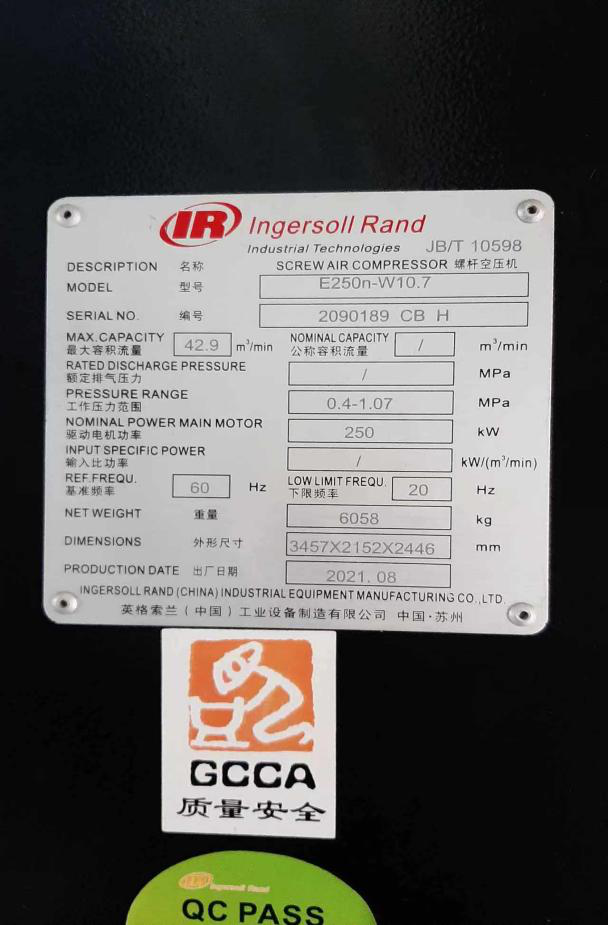 IR Ingersoll Rand
Industrial Technologies JB/T 10598
DESCRIPTION 名称 SCREW AIR COMPRESSOR 螺杆空压机
MODEL 型号 E250n-W10.7
SERIAL NO. 编号 2090189 CB H
MAX.CAPACITY 42.9 m³/min NOMINAL CAPACITY / m³/min
最大容积流量 公称容积流量
RATED DISCHARGE PRESSURE / MPa
额定排气压力
PRESSURE RANGE 0.4-1.07 MPa
工作压力范围
NOMINAL POWER MAIN MOTOR 250 kW
驱动电机功率
INPUT SPECIFIC POWER / kW/(m³/min)
输入比功率
REF.FREQU. 60 Hz LOW LIMIT FREQU. 20 Hz
基准频率 下限频率
NET WEIGHT 重量 6058 kg
DIMENSIONS 外形尺寸 3457X2152X2446 mm
PRODUCTION DATE 出厂日期 2021.08
INGERSOLL RAND (CHINA) INDUSTRIAL EQUIPMENT MANUFACTURING CO.,LTD.
英格索兰（中国）工业设备制造有限公司 中国·苏州
GCCA
质量安全
IR Ingersoll Rand
QC PASS